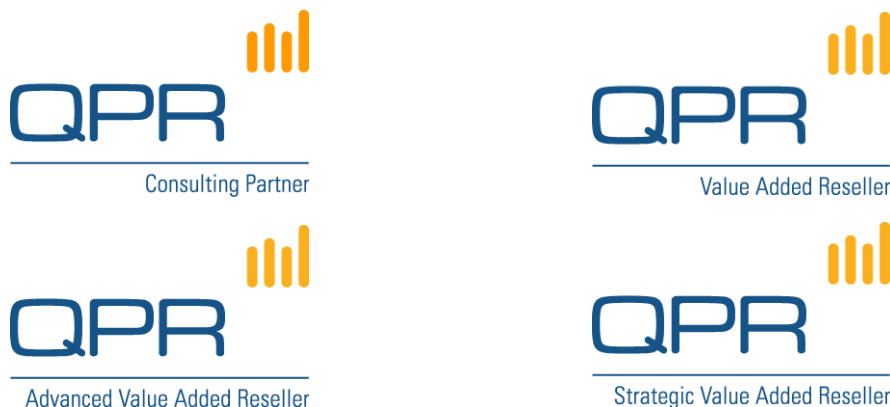 QPR
Consulting Partner
QPR
Value Added Reseller
QPR
Advanced Value Added Reseller
QPR
Strategic Value Added Reseller